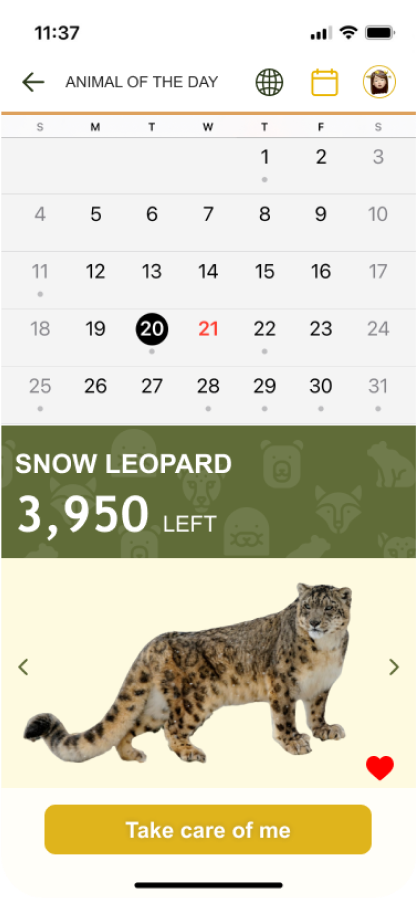 11:37
ANIMAL OF THE DAY
S M T W T F S
1 2 3
4 5 6 7 8 9 10
11 12 13 14 15 16 17
18 19 20 21 22 23 24
25 26 27 28 29 30 31
SNOW LEOPARD
3,950 LEFT
Take care of me